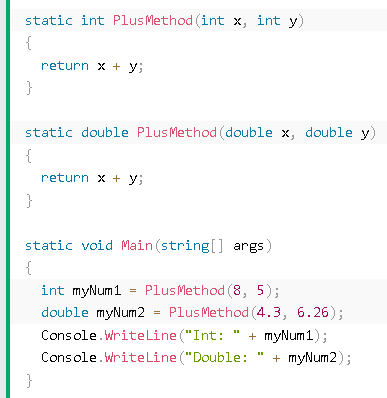 static int PlusMethod(int x, int y)
{
  return x + y;
}
static double PlusMethod(double x, double y)
{
  return x + y;
}
static void Main(string[] args)
{
  int myNum1 = PlusMethod(8, 5);
  double myNum2 = PlusMethod(4.3, 6.26);
  Console.WriteLine("Int: " + myNum1);
  Console.WriteLine("Double: " + myNum2);
}